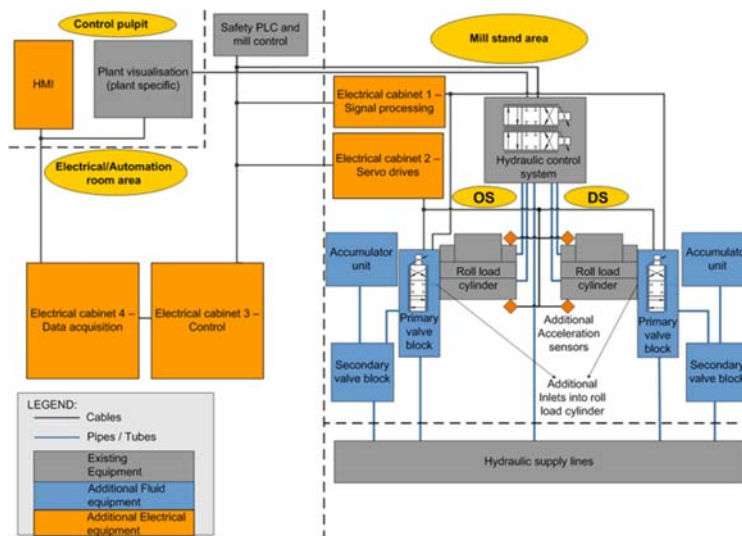 Control pulpit
HMI
Plant visualisation
(plant specific)
Safety PLC and
mill control
Mill stand area
Electrical cabinet 1 –
Signal processing
Electrical cabinet 2 –
Servo drives
Hydraulic control
system
Electrical/Automation
room area
OS
DS
Accumulator
unit
Roll load
cylinder
Roll load
cylinder
Accumulator
unit
Electrical cabinet 4 –
Data acquisition
Electrical cabinet 3 –
Control
Primary
valve
block
Additional
Acceleration
sensors
Primary
valve
block
Secondary
valve block
Secondary
valve block
Additional
Inlets into roll
load cylinder
LEGEND:
Cables
Pipes / Tubes
Existing
Equipment
Additional Fluid
equipment
Additional Electrical
equipment
Hydraulic supply lines